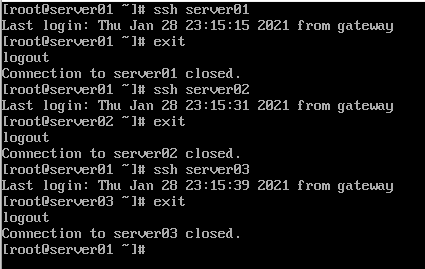 [root@server01 ~]# ssh server01
Last login: Thu Jan 28 23:15:15 2021 from gateway
[root@server01 ~]# exit
logout
Connection to server01 closed.
[root@server01 ~]# ssh server02
Last login: Thu Jan 28 23:15:31 2021 from gateway
[root@server02 ~]# exit
logout
Connection to server02 closed.
[root@server01 ~]# ssh server03
Last login: Thu Jan 28 23:15:39 2021 from gateway
[root@server03 ~]# exit
logout
Connection to server03 closed.
[root@server01 ~]#